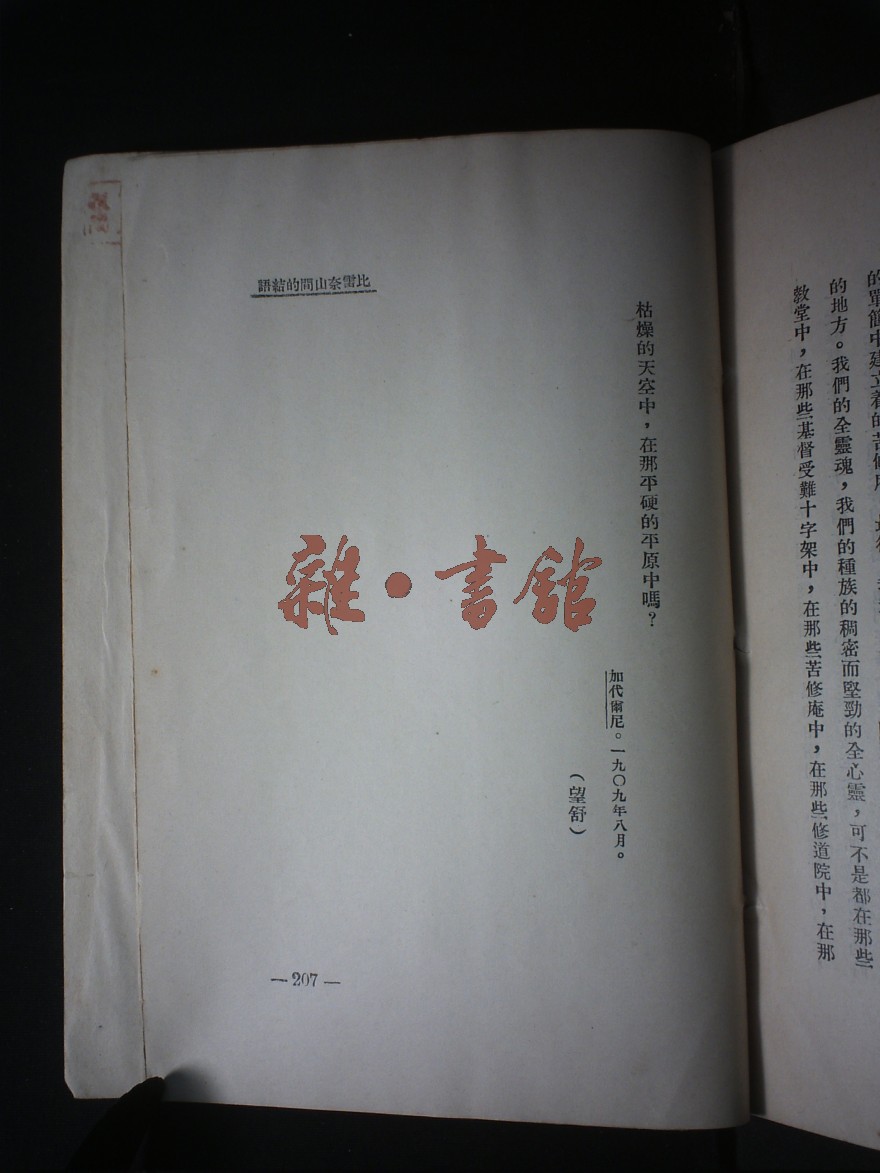 的地方。我們的全靈魂，我們的種族的稠密而堅勁的全心靈，可不是都在那些
教堂中，在那些基督受難十字架中，在那些苦修庵中，在那些修道院中，在那
語結的間山奈雷比
枯燥的天空中，在那平硬的平原中嗎？
加代爾尼。一九〇九年八月。
（望舒）
— 207 —
雜·書館